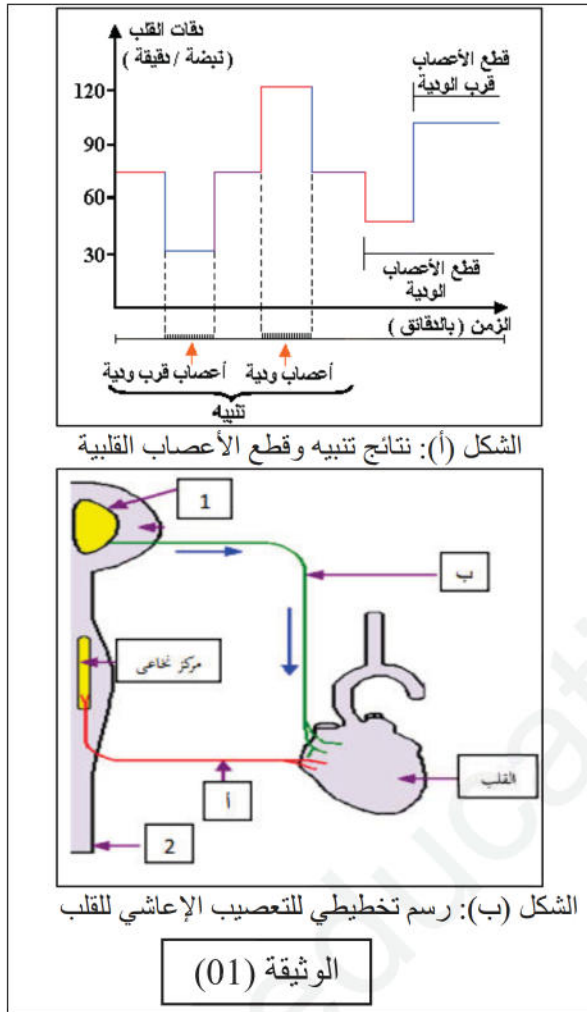 دقات القلب
(نبضة / دقيقة)
قطع الأعصاب
قرب الودية
120
90
60
30
قطع الأعصاب
الودية
الزمن (بالدقائق)
أعصاب ودية
أعصاب قرب ودية
تنبيه
الشكل (أ): نتائج تنبيه وقطع الأعصاب القلبية
1
ب
مركز نخاعي
القلب
أ
2
الشكل (ب): رسم تخطيطي للتعصيب الإعاشي للقلب
الوثيقة (01)